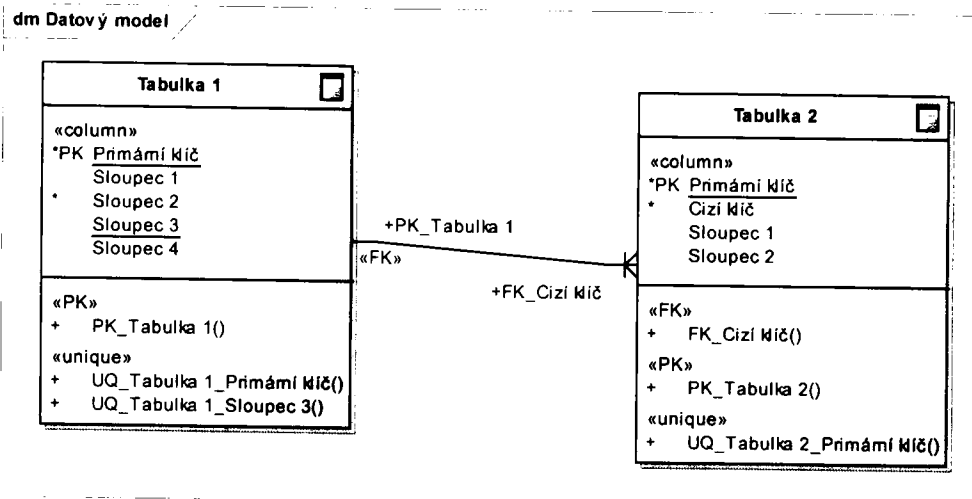 dm Datový model
Tabulka 1
«column»
*PK Primární klíč
Sloupec 1
* Sloupec 2
Sloupec 3
Sloupec 4
«PK»
+ PK_Tabulka 1()
«unique»
+ UQ_Tabulka 1_Primární klíč()
+ UQ_Tabulka 1_Sloupec 3()
+PK_Tabulka 1
«FK»
+FK_Cizí klíč
Tabulka 2
«column»
*PK Primární klíč
* Cizí klíč
Sloupec 1
Sloupec 2
«FK»
+ FK_Cizí klíč()
«PK»
+ PK_Tabulka 2()
«unique»
+ UQ_Tabulka 2_Primární klíč()